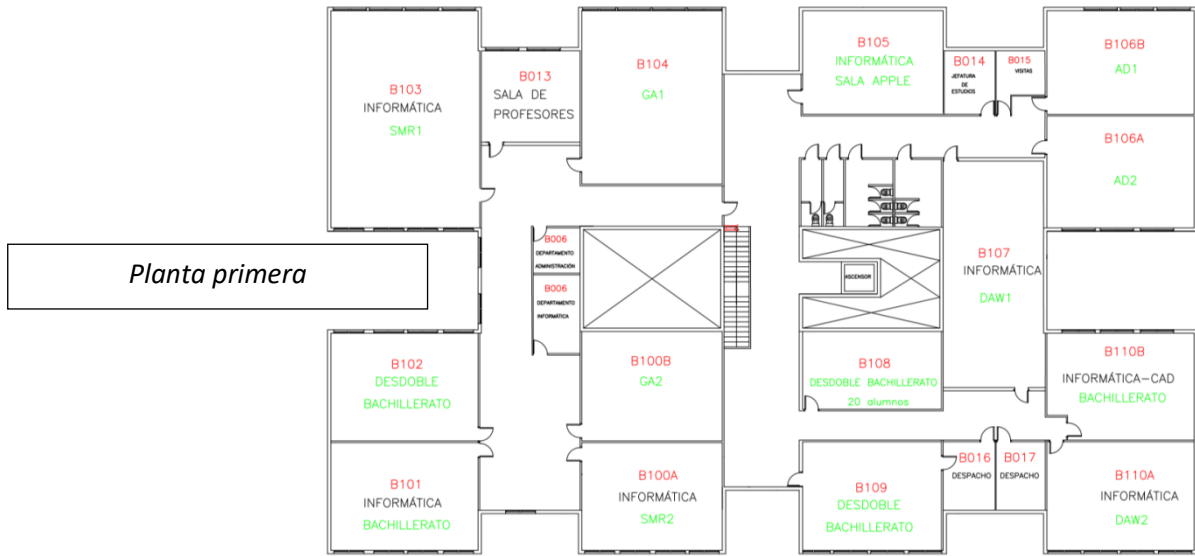 Planta primera
B103
INFORMÁTICA
SMR1
B013
SALA DE
PROFESORES
B104
GA1
B105
INFORMÁTICA
SALA APPLE
B014
JEFATURA
DE
ESTUDIOS
B015
VISITAS
B106B
AD1
B106A
AD2
B006
DEPARTAMENTO
ADMINISTRACIÓN
B006
DEPARTAMENTO
INFORMÁTICA
ASCENSOR
B107
INFORMÁTICA
DAW1
B102
DESDOBLE
BACHILLERATO
B100B
GA2
B108
DESDOBLE BACHILLERATO
20 alumnos
B110B
INFORMÁTICA-CAD
BACHILLERATO
B101
INFORMÁTICA
BACHILLERATO
B100A
INFORMÁTICA
SMR2
B109
DESDOBLE
BACHILLERATO
B016
DESPACHO
B017
DESPACHO
B110A
INFORMÁTICA
DAW2